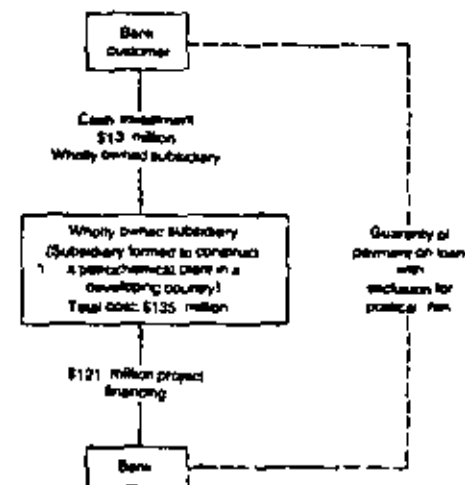 Bank
customer
Cash investment
$13 million
Wholly owned subsidiary
Wholly owned subsidiary
(Subsidiary formed to construct
a petrochemical plant in a
developing country)
Total cost: $135 million
Guaranty of
payment on loan
with
exclusion for
political risk
$121 million project
financing
Bank